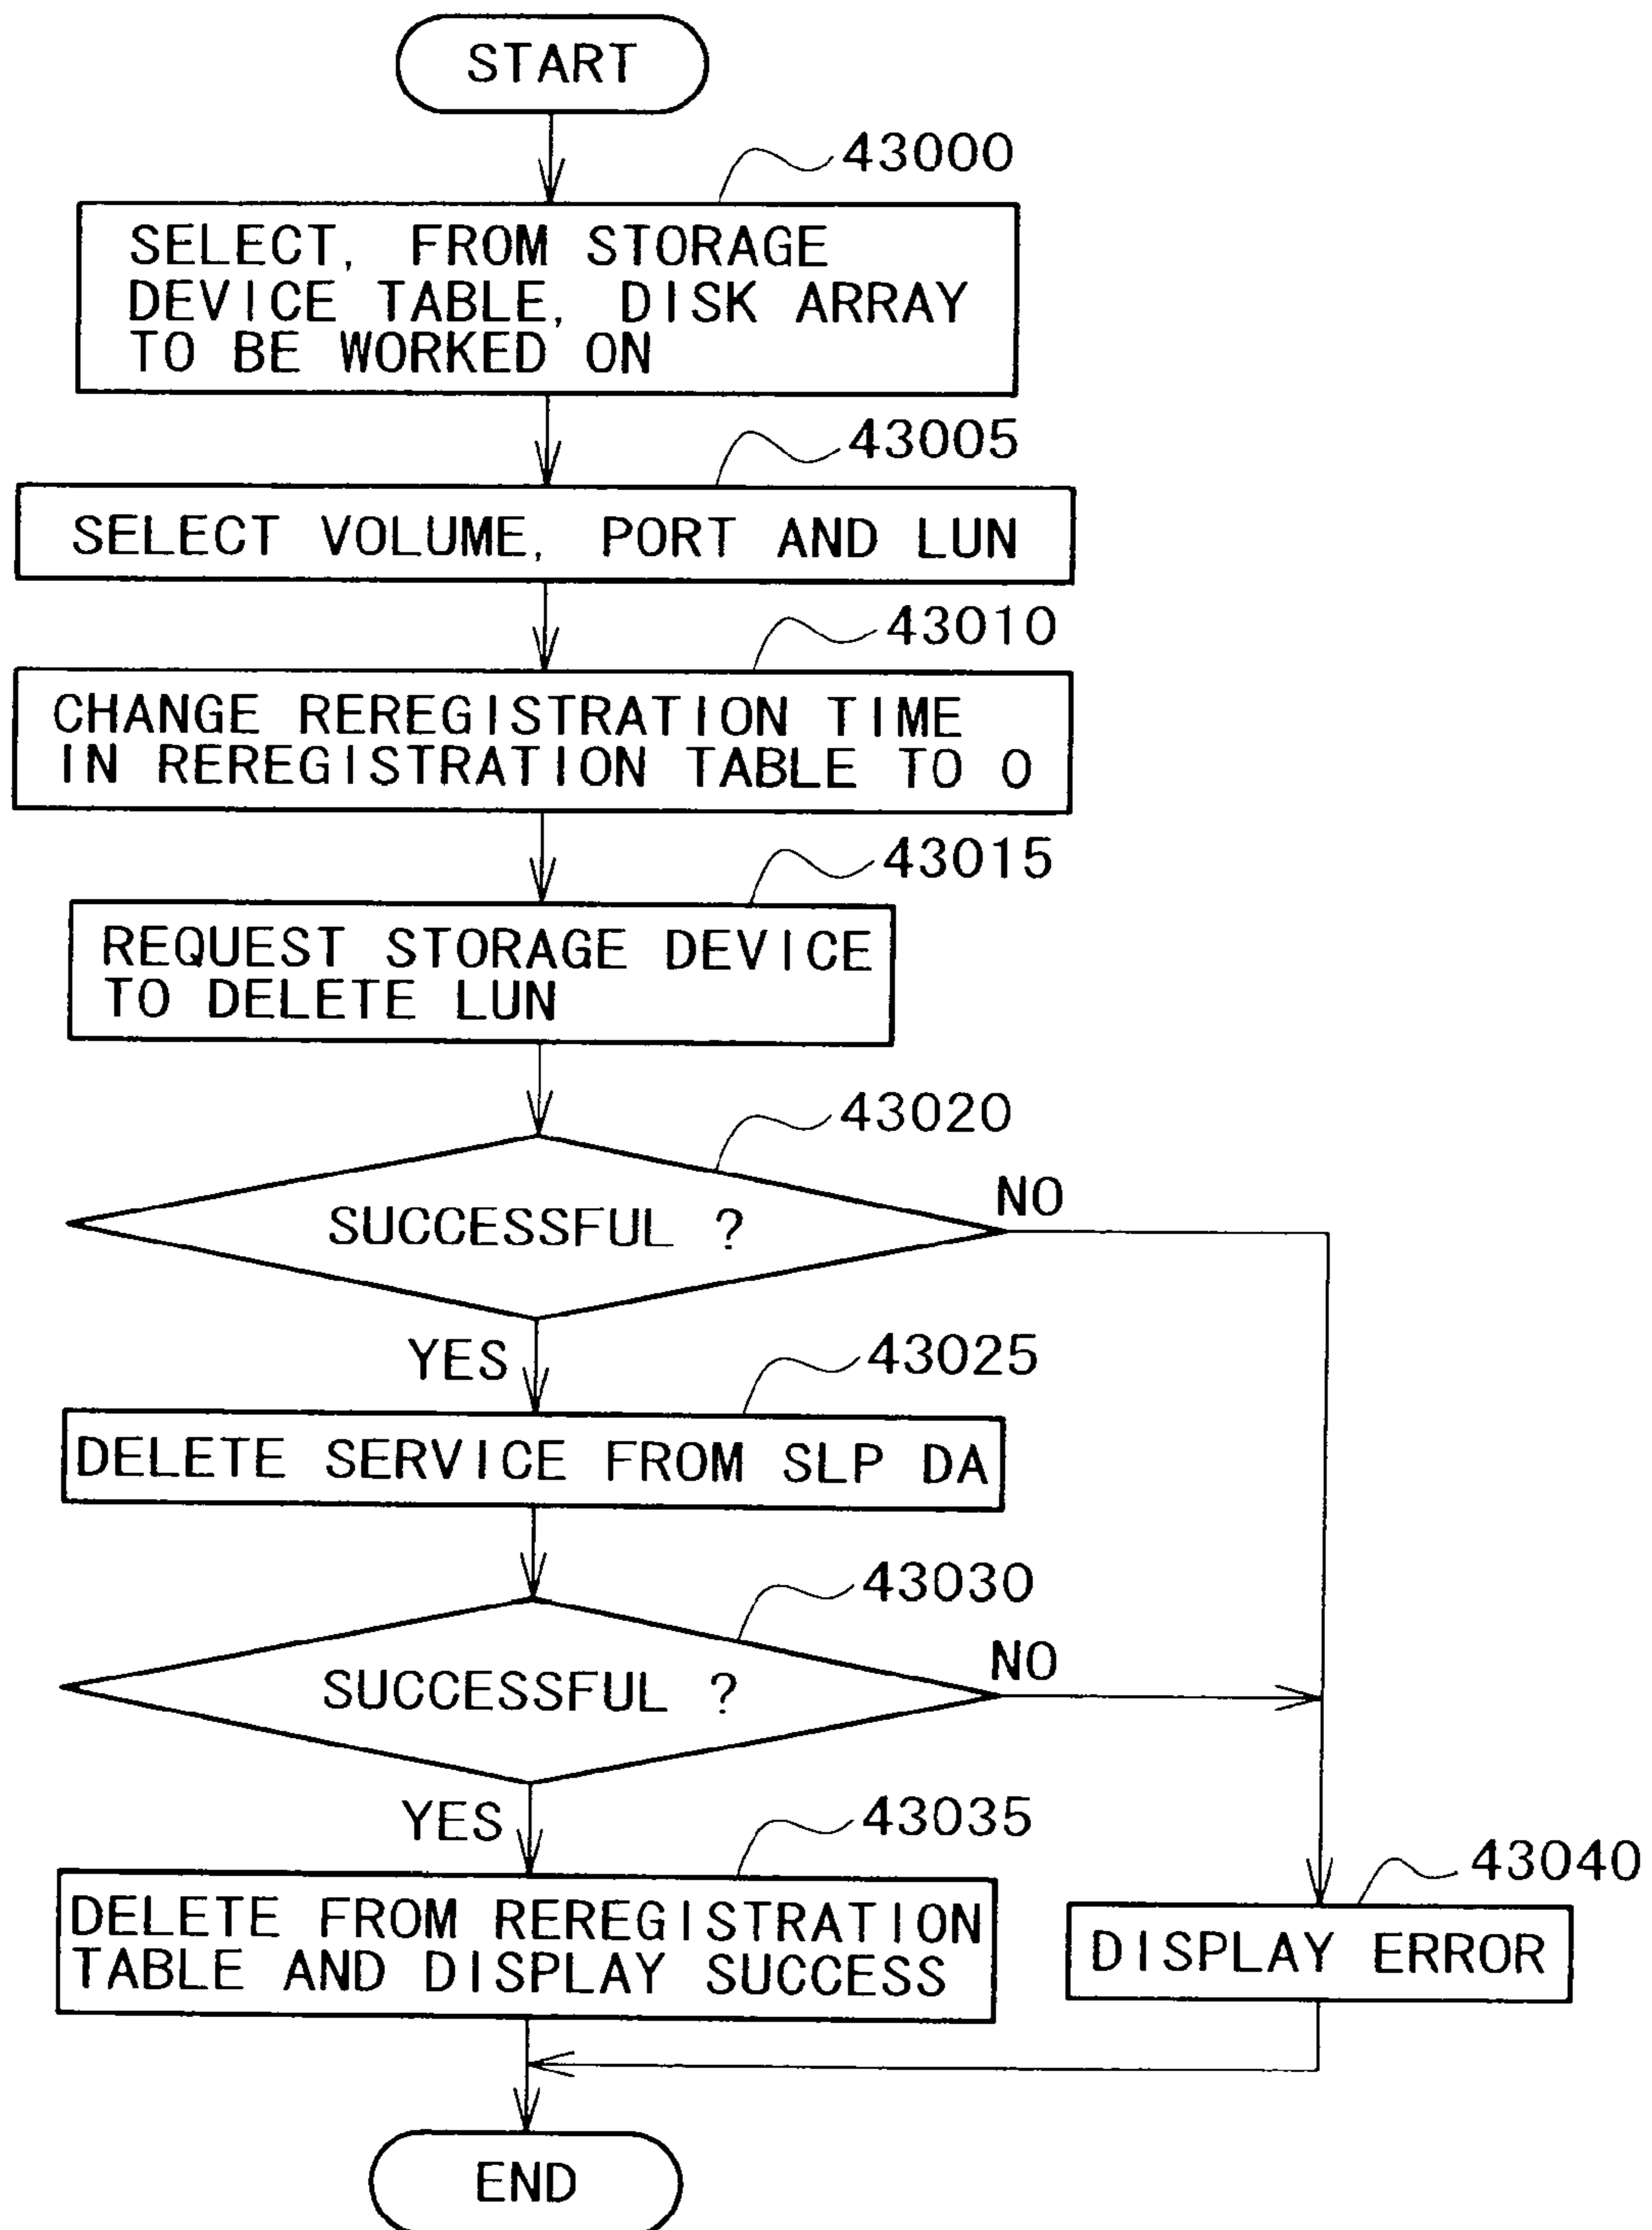 START
43000
SELECT, FROM STORAGE
DEVICE TABLE, DISK ARRAY
TO BE WORKED ON
43005
SELECT VOLUME, PORT AND LUN
43010
CHANGE REREGISTRATION TIME
IN REREGISTRATION TABLE TO 0
43015
REQUEST STORAGE DEVICE
TO DELETE LUN
43020
SUCCESSFUL ?
NO
YES
43025
DELETE SERVICE FROM SLP DA
43030
SUCCESSFUL ?
NO
YES
43035
DELETE FROM REREGISTRATION
TABLE AND DISPLAY SUCCESS
43040
DISPLAY ERROR
END